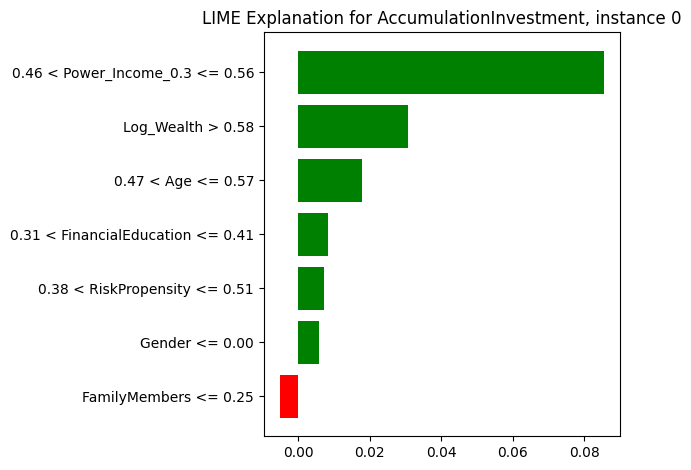 LIME Explanation for AccumulationInvestment, instance 0
0.46 < Power_Income_0.3 <= 0.56
Log_Wealth > 0.58
0.47 < Age <= 0.57
0.31 < FinancialEducation <= 0.41
0.38 < RiskPropensity <= 0.51
Gender <= 0.00
FamilyMembers <= 0.25
0.00 0.02 0.04 0.06 0.08